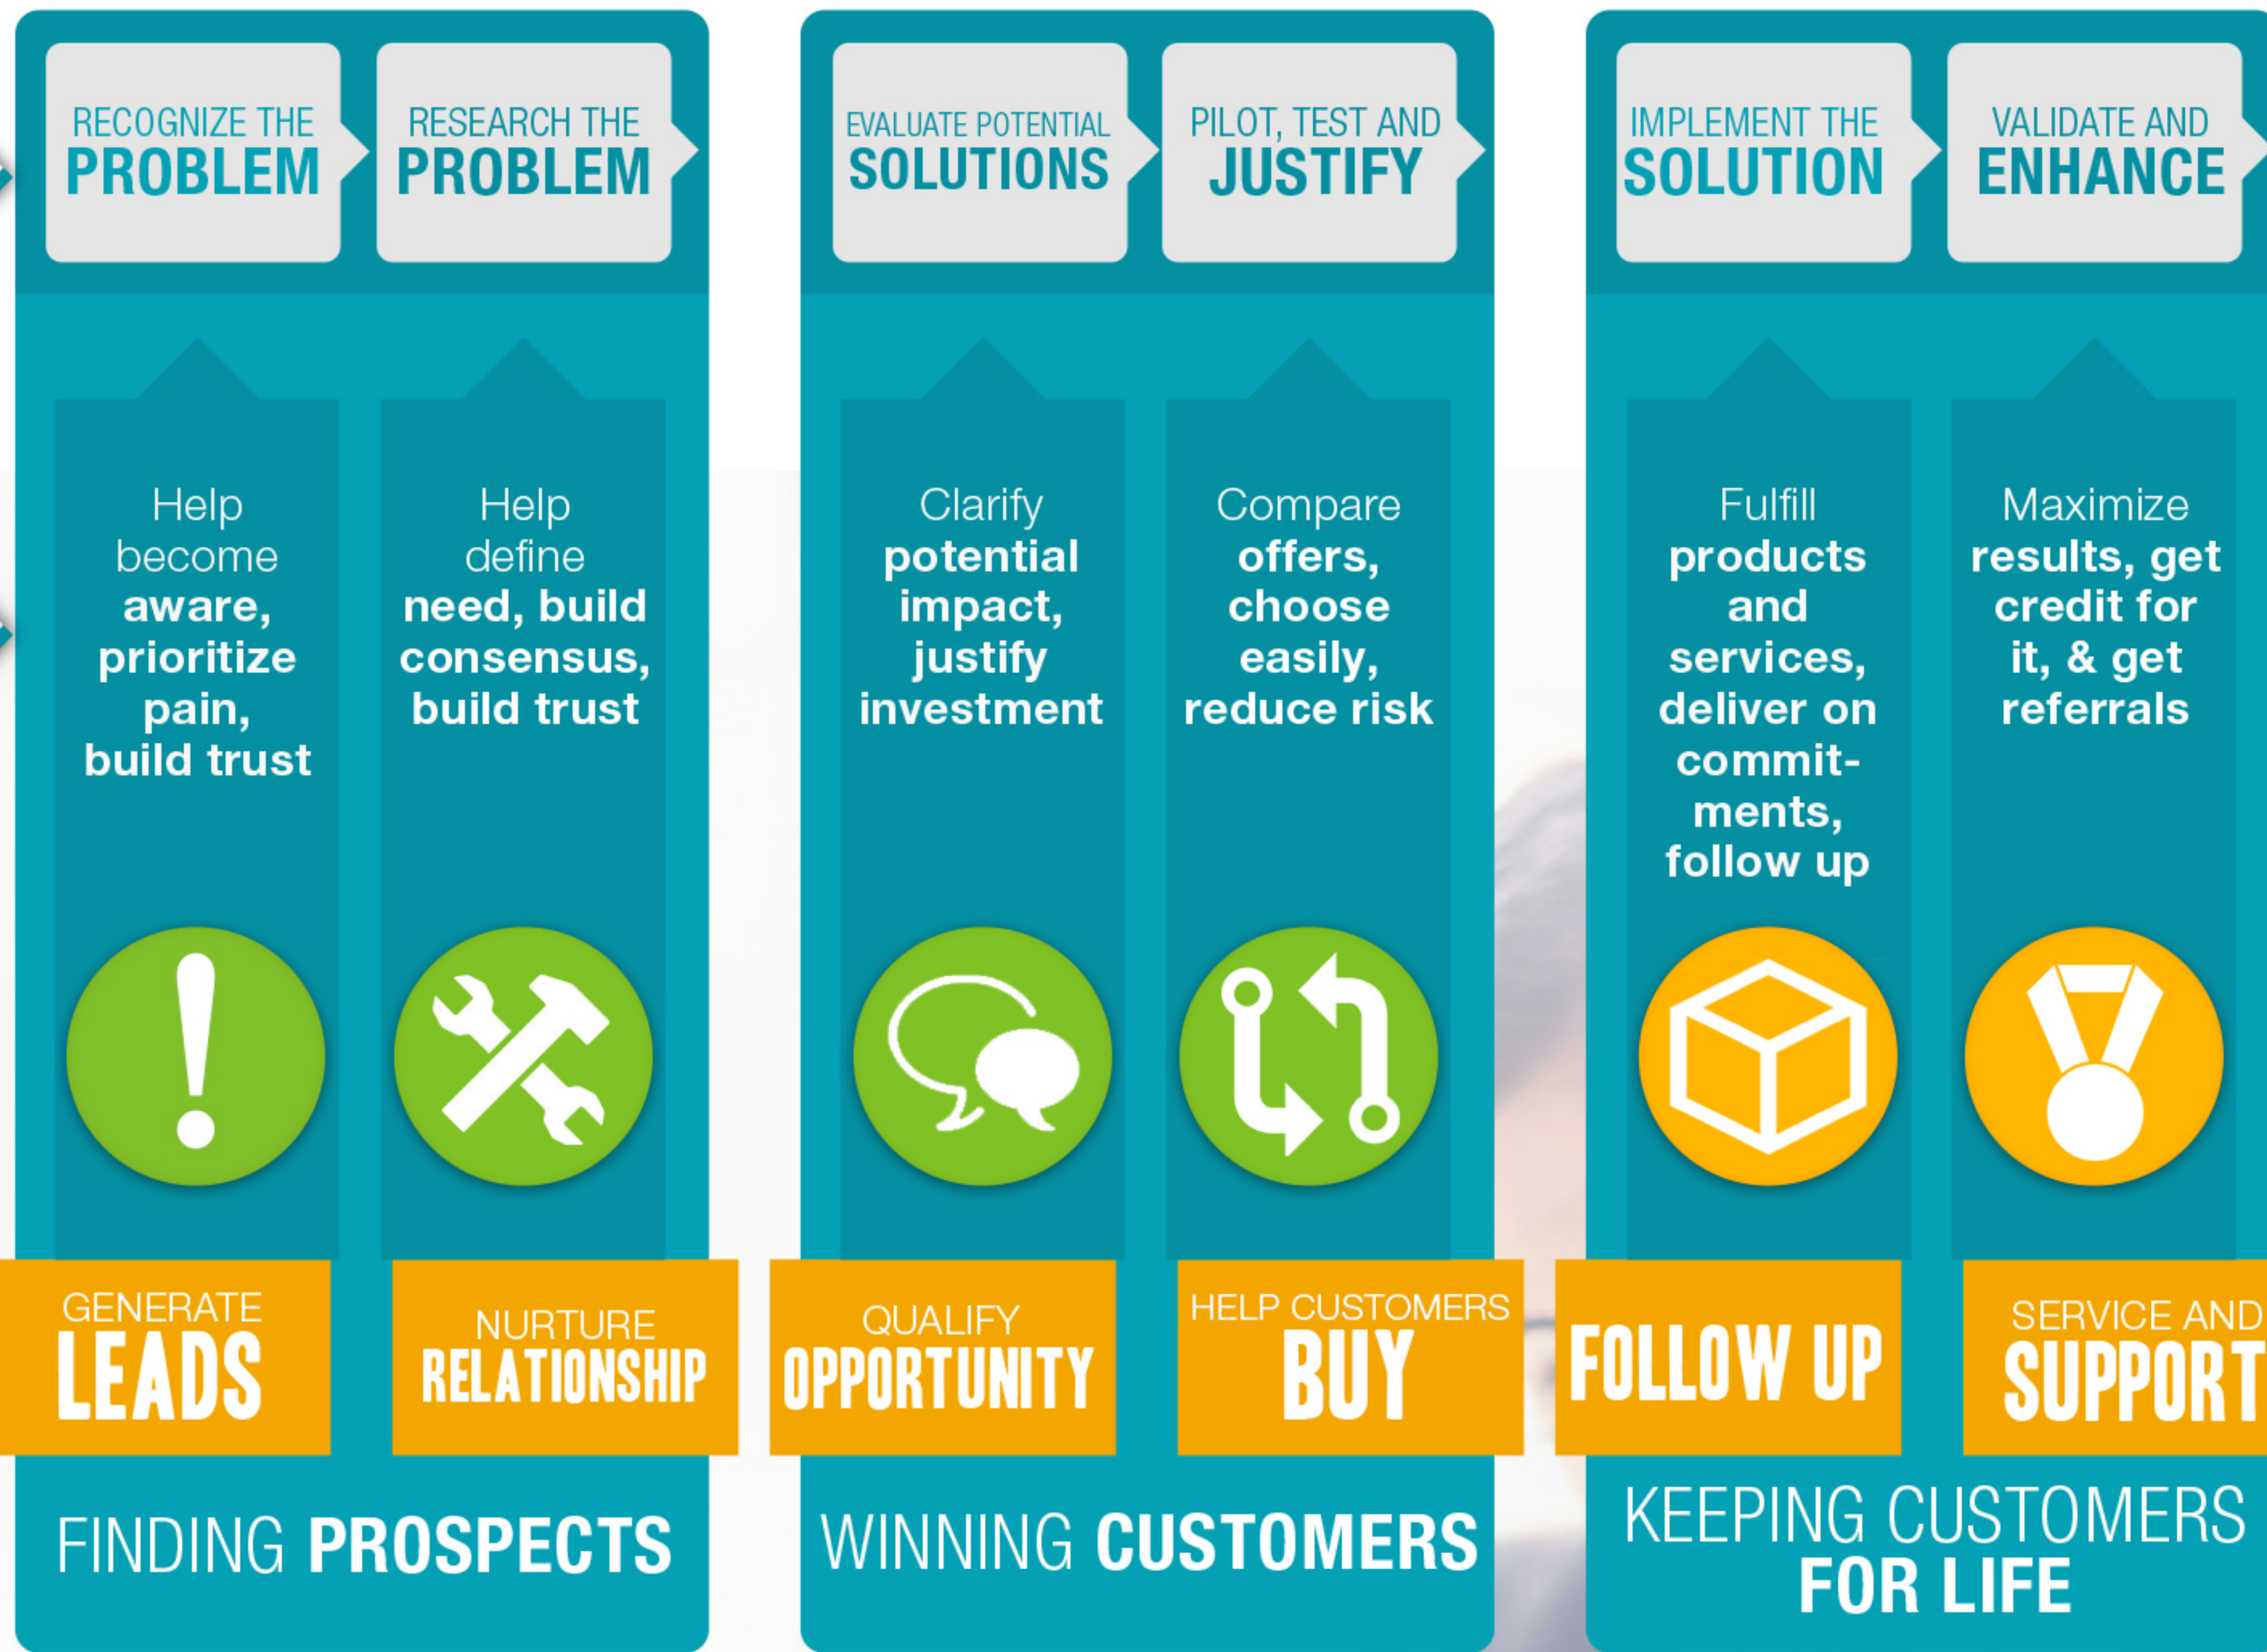 RECOGNIZE THE
PROBLEM
RESEARCH THE
PROBLEM
EVALUATE POTENTIAL
SOLUTIONS
PILOT, TEST AND
JUSTIFY
IMPLEMENT THE
SOLUTION
VALIDATE AND
ENHANCE
Help
become
aware,
prioritize
pain,
build trust
Help
define
need, build
consensus,
build trust
Clarify
potential
impact,
justify
investment
Compare
offers,
choose
easily,
reduce risk
Fulfill
products
and
services,
deliver on
commit-
ments,
follow up
Maximize
results, get
credit for
it, & get
referrals
GENERATE
LEADS
NURTURE
RELATIONSHIP
QUALIFY
OPPORTUNITY
HELP CUSTOMERS
BUY
FOLLOW UP
SERVICE AND
SUPPORT
FINDING PROSPECTS
WINNING CUSTOMERS
KEEPING CUSTOMERS
FOR LIFE